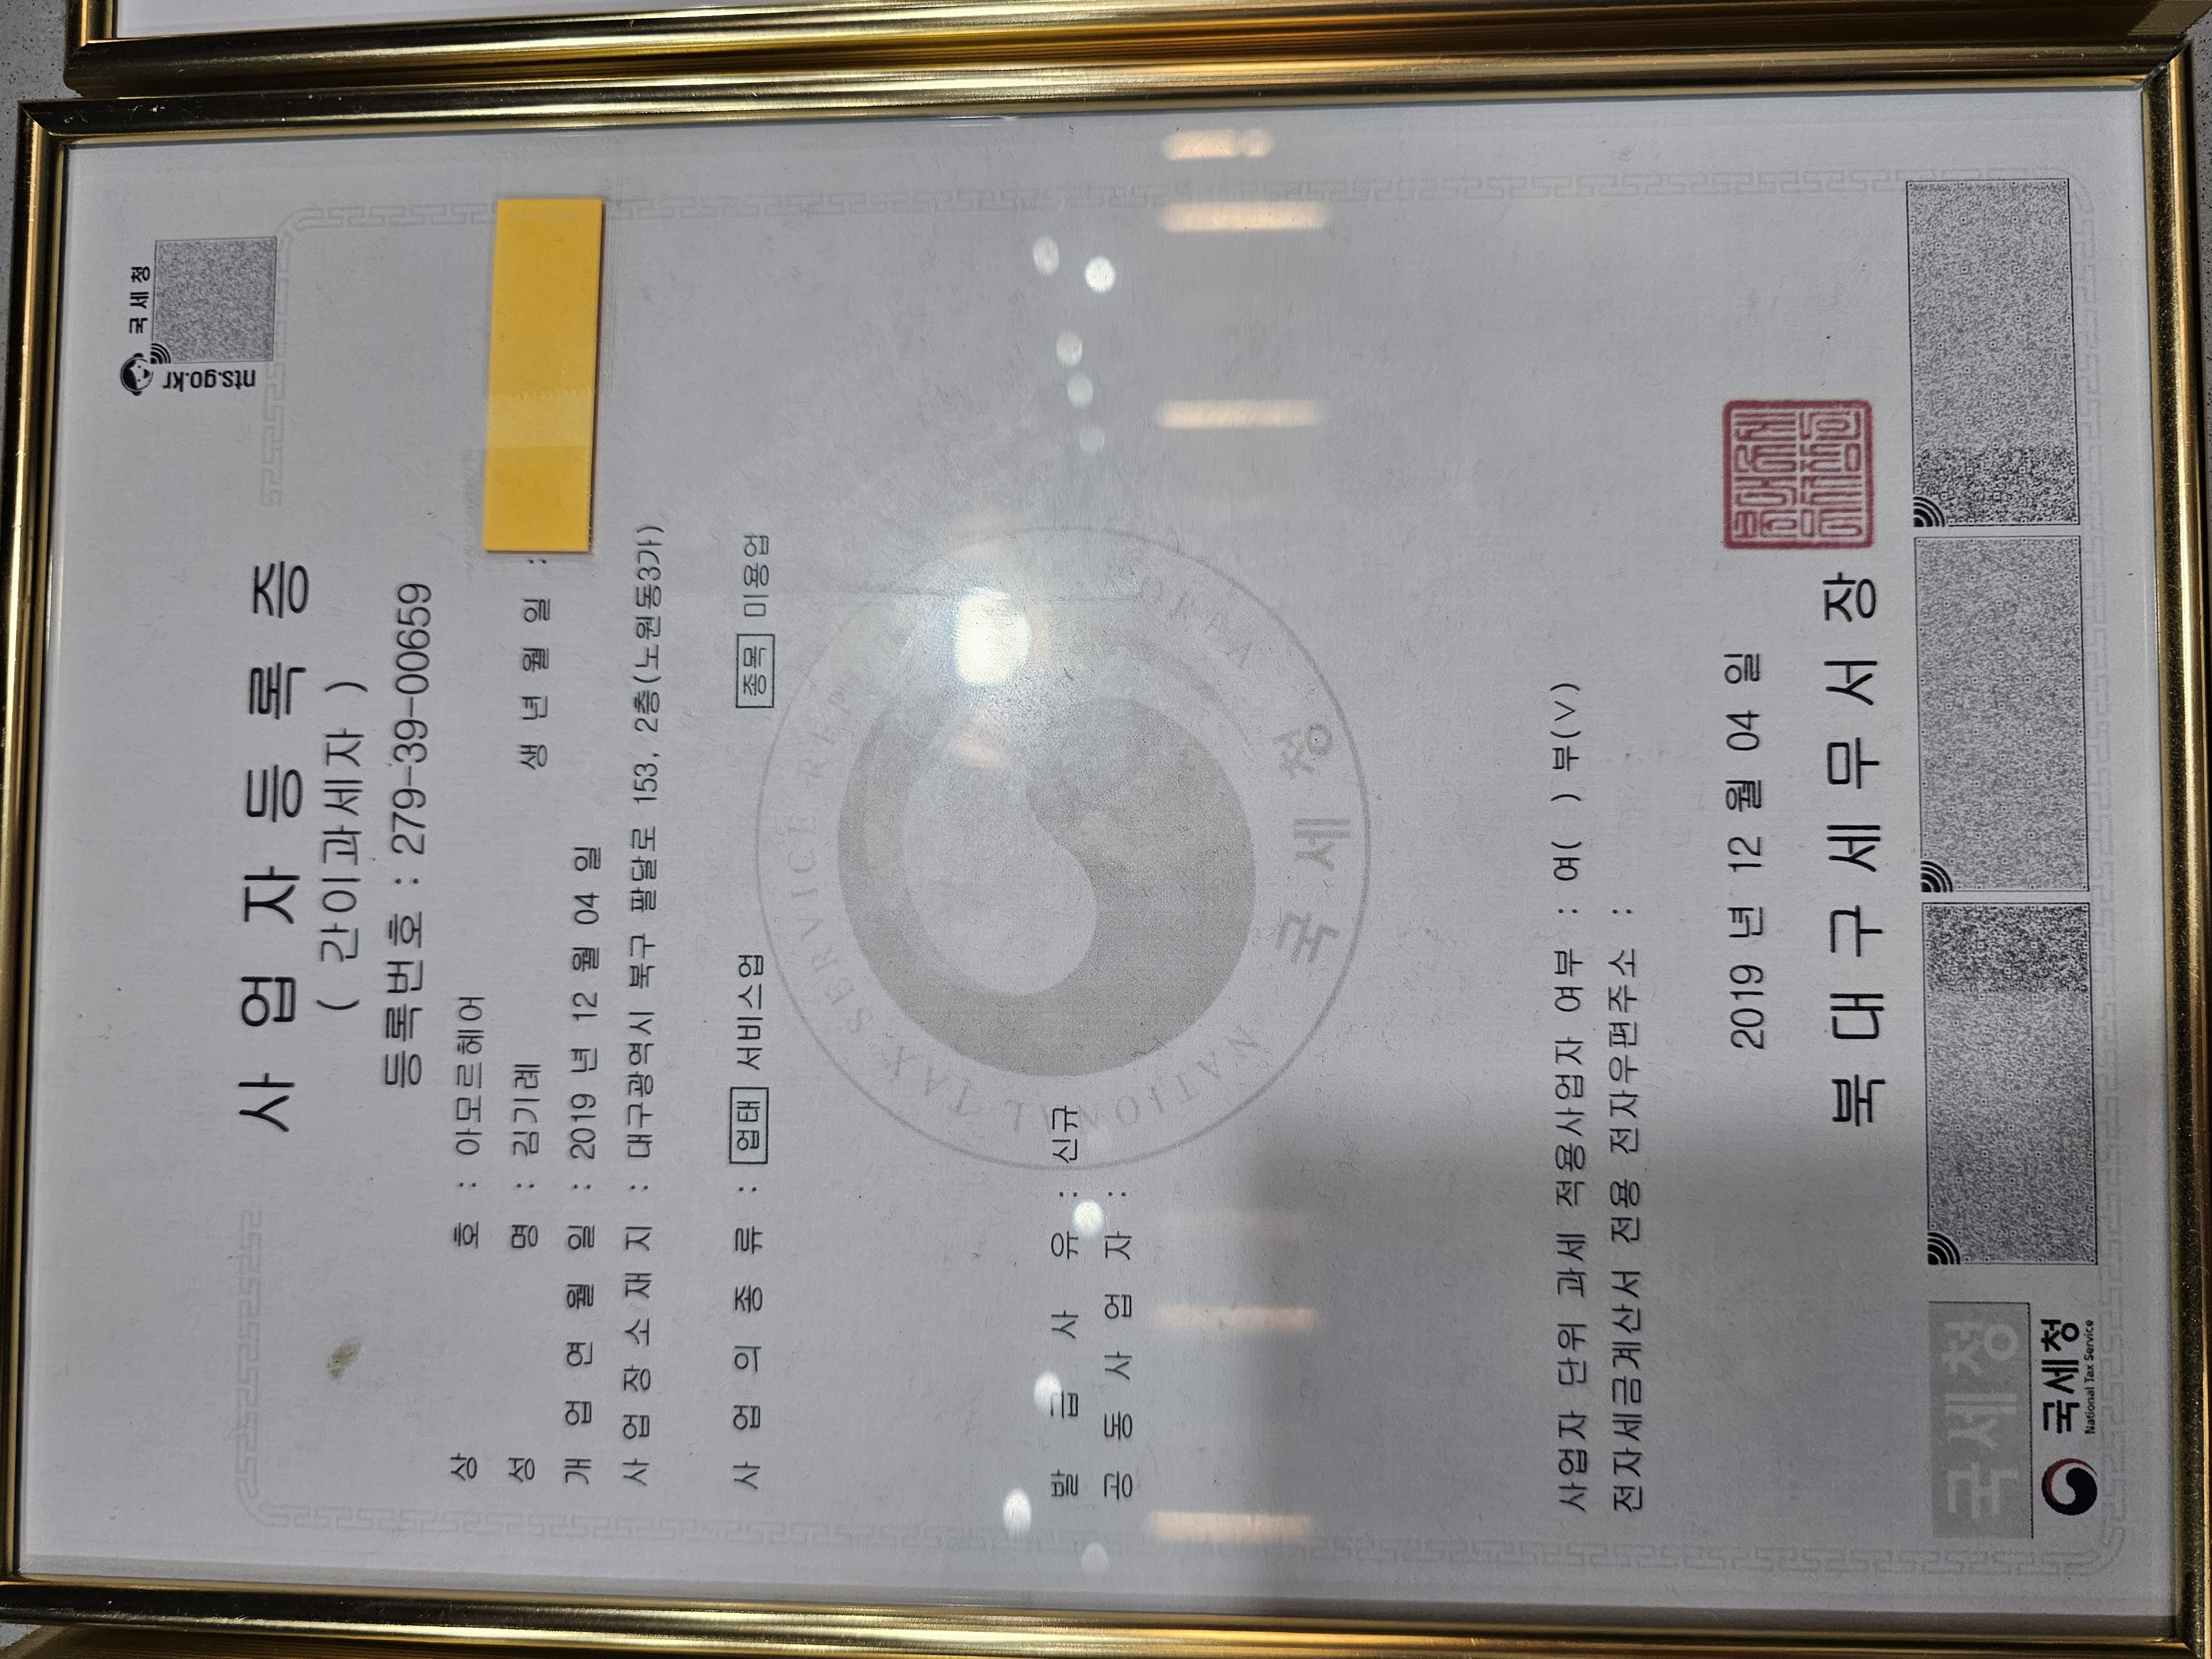 국세청
nts.go.kr
사업자등록증
( 간이과세자 )
등록번호 : 279-39-00659
상 호 : 아모르헤어
성 명 : 김기례 생 년 월 일 :
개 업 연 월 일 : 2019 년 12 월 04 일
사 업 장 소 재 지 : 대구광역시 북구 팔달로 153, 2층(노원동3가)
사 업 의 종 류 : 업태 서비스업 종목 미용업
NATIONAL TAX SERVICE
국세청
발 급 사 유 : 신규
공 동 사 업 자 :
사업자 단위 과세 적용사업자 여부 : 여( ) 부(v)
전자세금계산서 전용 전자우편주소 :
2019 년 12 월 04 일
북 대 구 세 무 서 장
국세청
국세청
National Tax Service